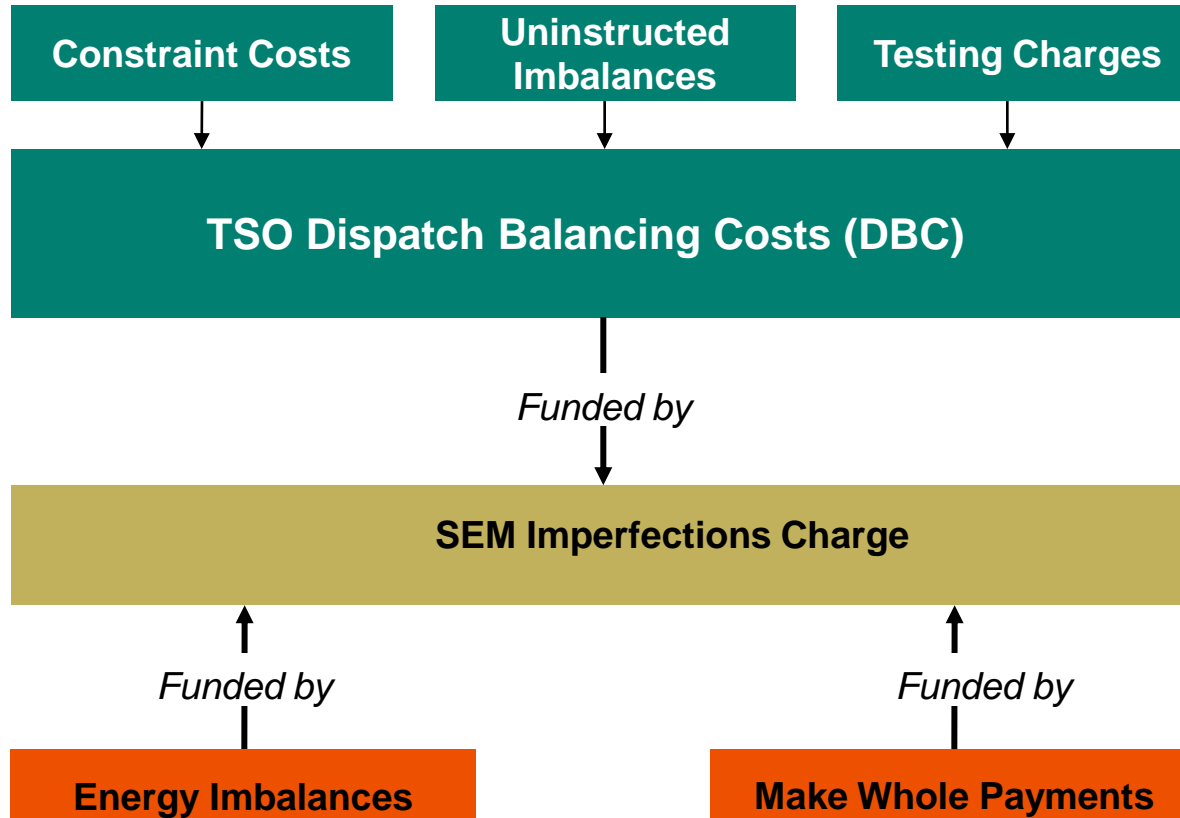 Constraint Costs
Uninstructed
Imbalances
Testing Charges
TSO Dispatch Balancing Costs (DBC)
Funded by
SEM Imperfections Charge
Funded by
Funded by
Energy Imbalances
Make Whole Payments